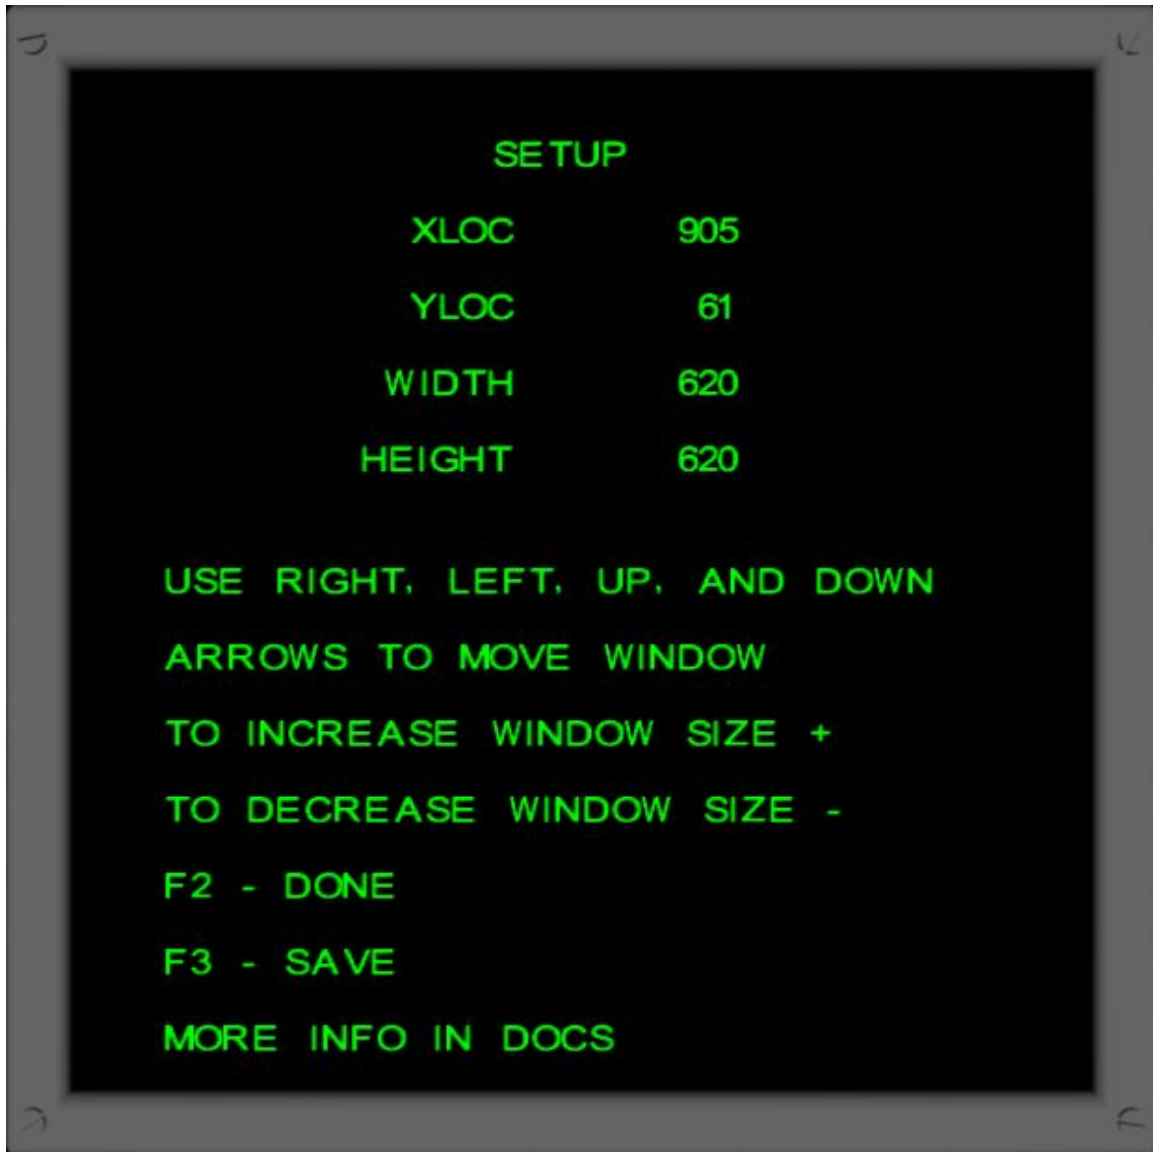 SETUP
XLOC 905
YLOC 61
WIDTH 620
HEIGHT 620
USE RIGHT, LEFT, UP, AND DOWN
ARROWS TO MOVE WINDOW
TO INCREASE WINDOW SIZE +
TO DECREASE WINDOW SIZE -
F2 - DONE
F3 - SAVE
MORE INFO IN DOCS